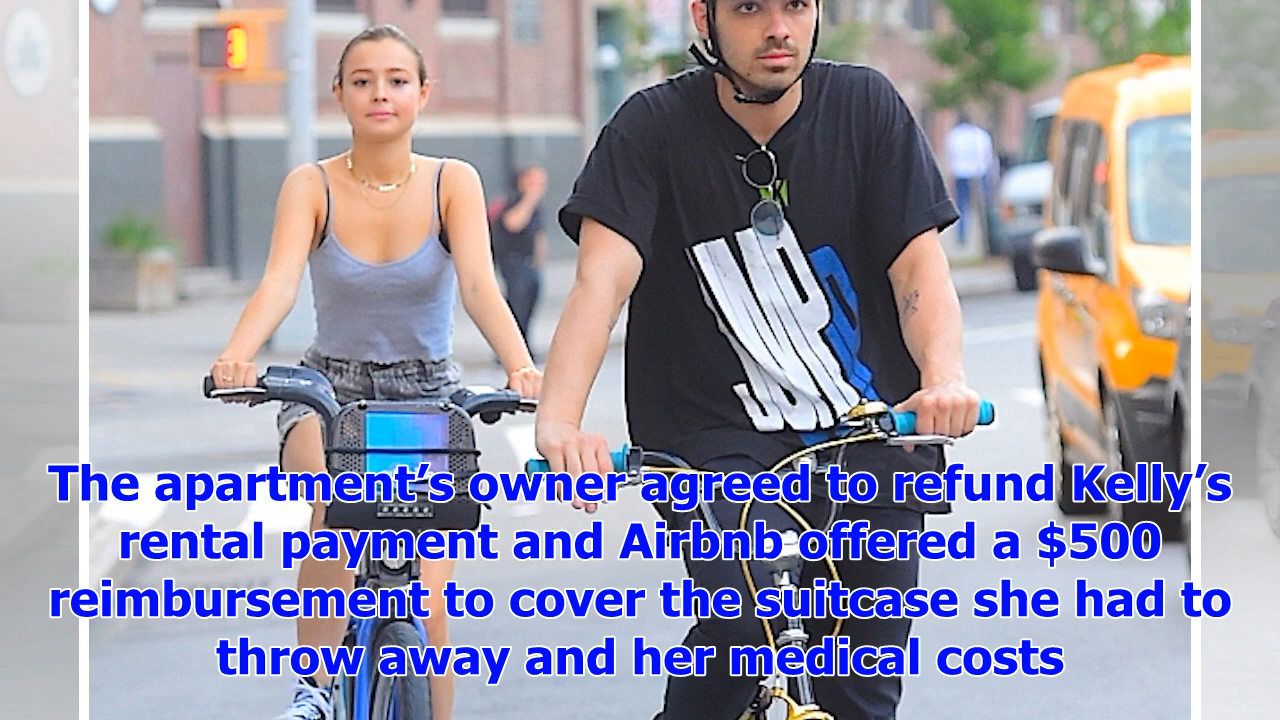 3
The apartment’s owner agreed to refund Kelly’s
rental payment and Airbnb offered a $500
reimbursement to cover the suitcase she had to
throw away and her medical costs